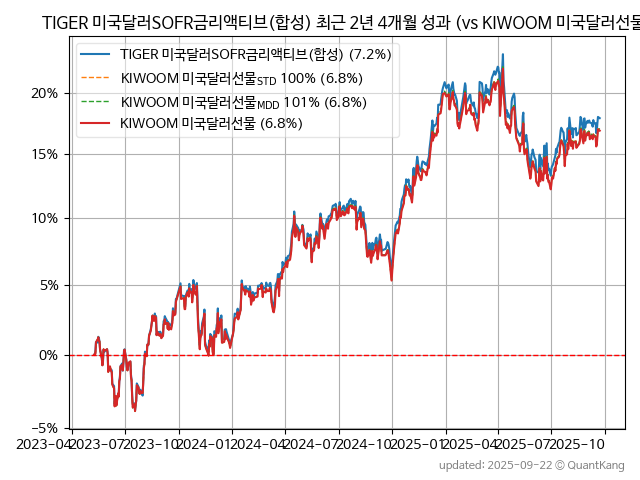 TIGER 미국달러SOFR금리액티브(합성) 최근 2년 4개월 성과 (vs KIWOOM 미국달러선물
TIGER 미국달러SOFR금리액티브(합성) (7.2%)
KIWOOM 미국달러선물STD 100% (6.8%)
KIWOOM 미국달러선물MDD 101% (6.8%)
KIWOOM 미국달러선물 (6.8%)
20%
15%
10%
5%
0%
−5%
2023-04 2023-07 2023-10 2024-01 2024-04 2024-07 2024-10 2025-01 2025-04 2025-07 2025-10
updated: 2025-09-22 © QuantKang